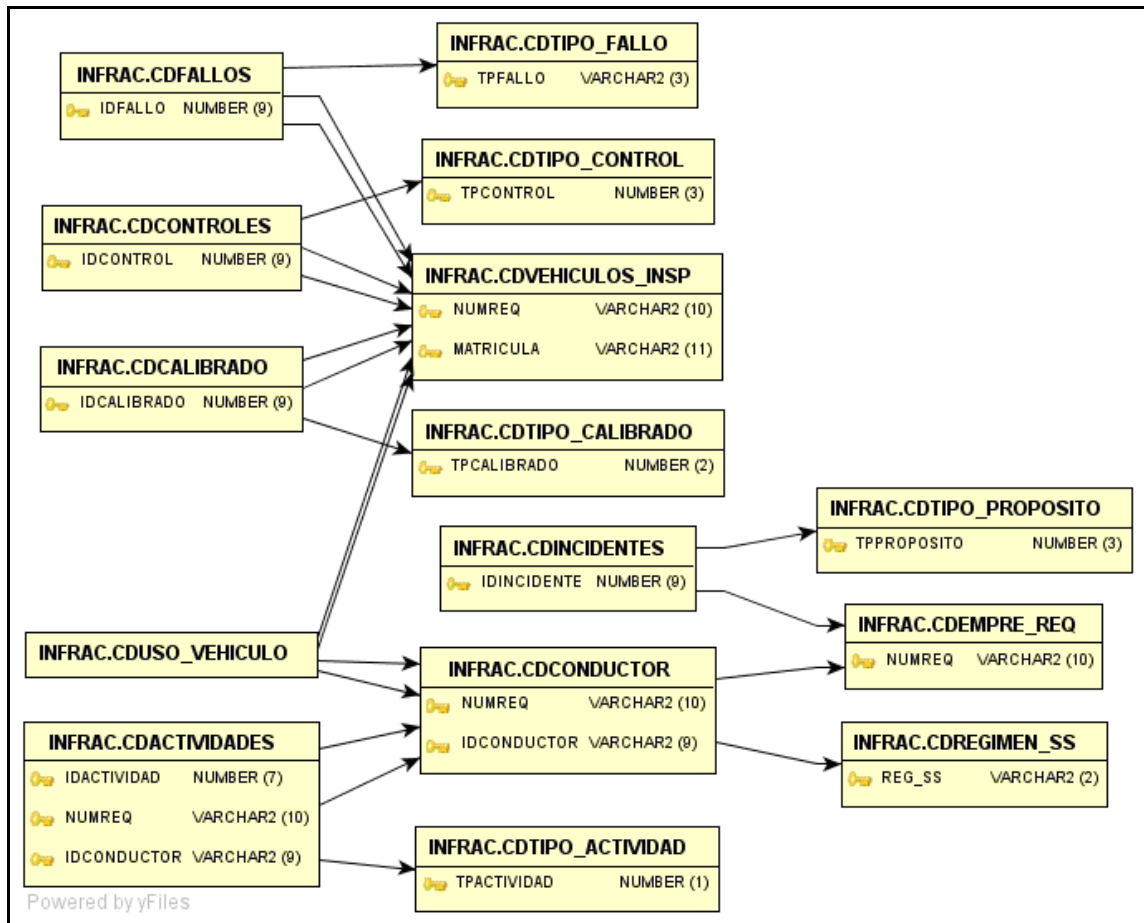 INFRAC.CDFALLOS
IDFALLO NUMBER (9)
INFRAC.CDTIPO_FALLO
TPFALLO VARCHAR2 (3)
INFRAC.CDTIPO_CONTROL
TPCONTROL NUMBER (3)
INFRAC.CDCONTROLES
IDCONTROL NUMBER (9)
INFRAC.CDVEHICULOS_INSP
NUMREQ VARCHAR2 (10)
MATRICULA VARCHAR2 (11)
INFRAC.CDCALIBRADO
IDCALIBRADO NUMBER (9)
INFRAC.CDTIPO_CALIBRADO
TPCALIBRADO NUMBER (2)
INFRAC.CDTIPO_PROPOSITO
TPPROPOSITO NUMBER (3)
INFRAC.CDINCIDENTES
IDINCIDENTE NUMBER (9)
INFRAC.CDEMPRE_REQ
NUMREQ VARCHAR2 (10)
INFRAC.CDUSO_VEHICULO
INFRAC.CDCONDUCTOR
NUMREQ VARCHAR2 (10)
IDCONDUCTOR VARCHAR2 (9)
INFRAC.CDREGIMEN_SS
REG_SS VARCHAR2 (2)
INFRAC.CDACTIVIDADES
IDACTIVIDAD NUMBER (7)
NUMREQ VARCHAR2 (10)
IDCONDUCTOR VARCHAR2 (9)
INFRAC.CDTIPO_ACTIVIDAD
TPACTIVIDAD NUMBER (1)
Powered by yFiles